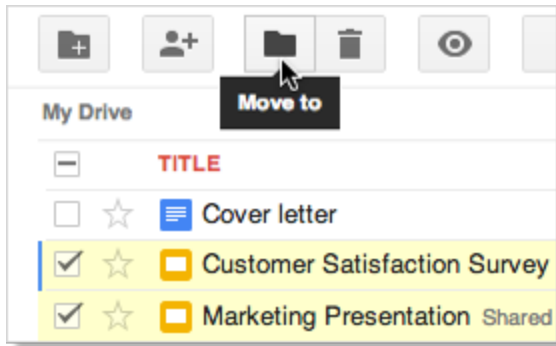 Move to
My Drive
TITLE
Cover letter
Customer Satisfaction Survey
Marketing Presentation Shared